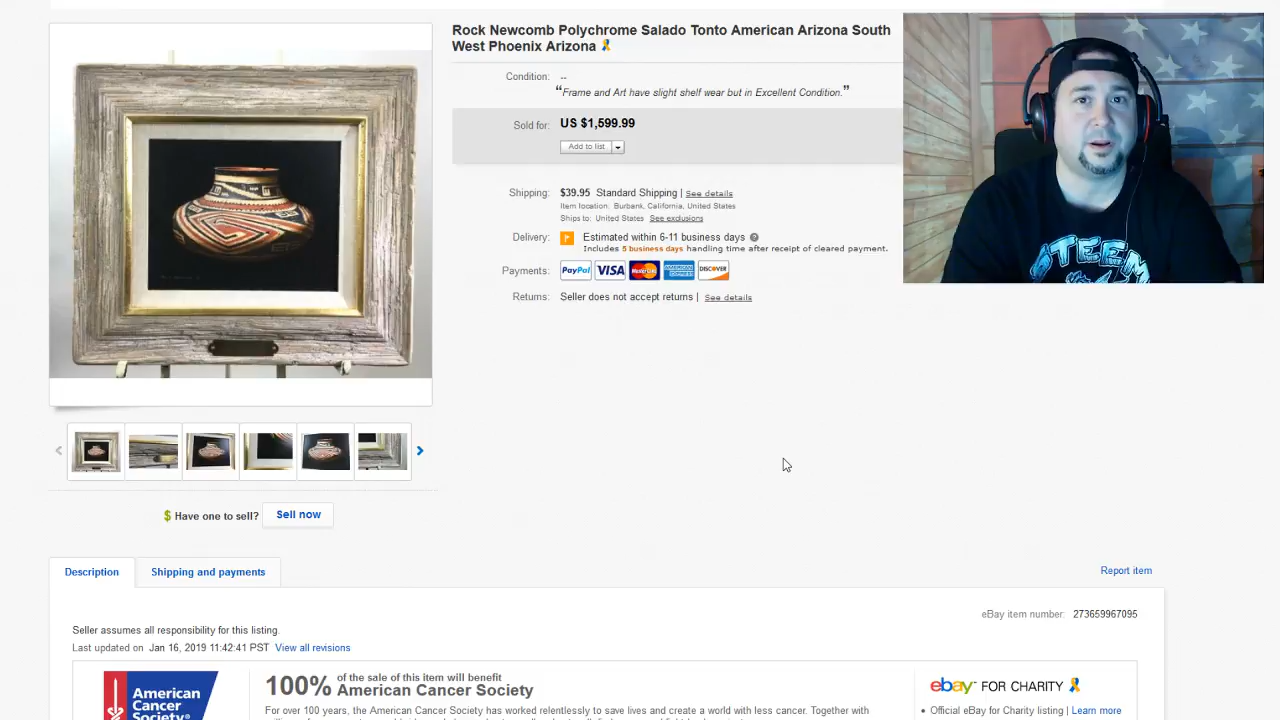 Rock Newcomb Polychrome Salado Tonto American Arizona South
West Phoenix Arizona
Condition: --
“Frame and Art have slight shelf wear but in Excellent Condition.”
Sold for: US $1,599.99
Add to list
Shipping: $39.95 Standard Shipping | See details
Item location: Burbank, California, United States
Ships to: United States See exclusions
Delivery: Estimated within 6-11 business days
Includes 5 business days handling time after receipt of cleared payment.
Payments: PayPal VISA MasterCard AMERICAN EXPRESS DISCOVER
Returns: Seller does not accept returns | See details
STEEM
$ Have one to sell? Sell now
Description
Shipping and payments
Report item
eBay item number: 273659967095
Seller assumes all responsibility for this listing.
Last updated on Jan 16, 2019 11:42:41 PST View all revisions
American
Cancer
Society®
100% of the sale of this item will benefit
American Cancer Society
For over 100 years, the American Cancer Society has worked relentlessly to save lives and create a world with less cancer. Together with
ebay FOR CHARITY
• Official eBay for Charity listing | Learn more